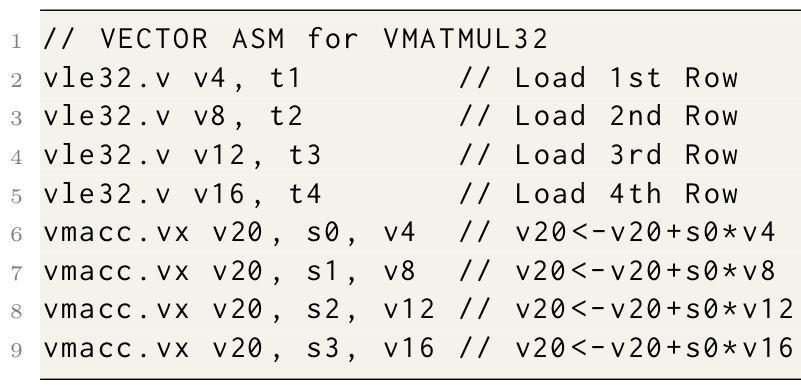 1 // VECTOR ASM for VMATMUL32
2 vle32.v v4, t1 // Load 1st Row
3 vle32.v v8, t2 // Load 2nd Row
4 vle32.v v12, t3 // Load 3rd Row
5 vle32.v v16, t4 // Load 4th Row
6 vmacc.vx v20, s0, v4 // v20<-v20+s0*v4
7 vmacc.vx v20, s1, v8 // v20<-v20+s0*v8
8 vmacc.vx v20, s2, v12 // v20<-v20+s0*v12
9 vmacc.vx v20, s3, v16 // v20<-v20+s0*v16